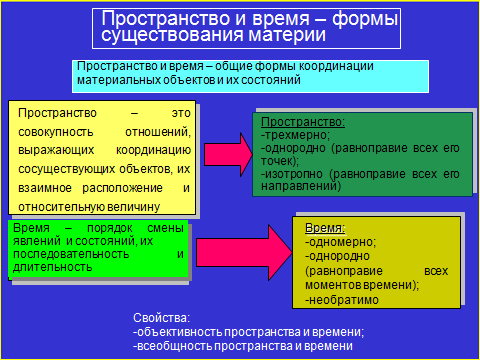 Пространство и время – формы
существования материи
Пространство и время – общие формы координации
материальных объектов и их состояний
Пространство – это
совокупность отношений,
выражающих координацию
сосуществующих объектов, их
взаимное расположение и
относительную величину
Пространство:
-трехмерно;
-однородно (равноправие всех его
точек);
-изотропно (равноправие всех его
направлений)
Время – порядок смены
явлений и состояний, их
последовательность и
длительность
Время:
-одномерно;
-однородно
(равноправие всех
моментов времени);
-необратимо
Свойства:
-объективность пространства и времени;
-всеобщность пространства и времени